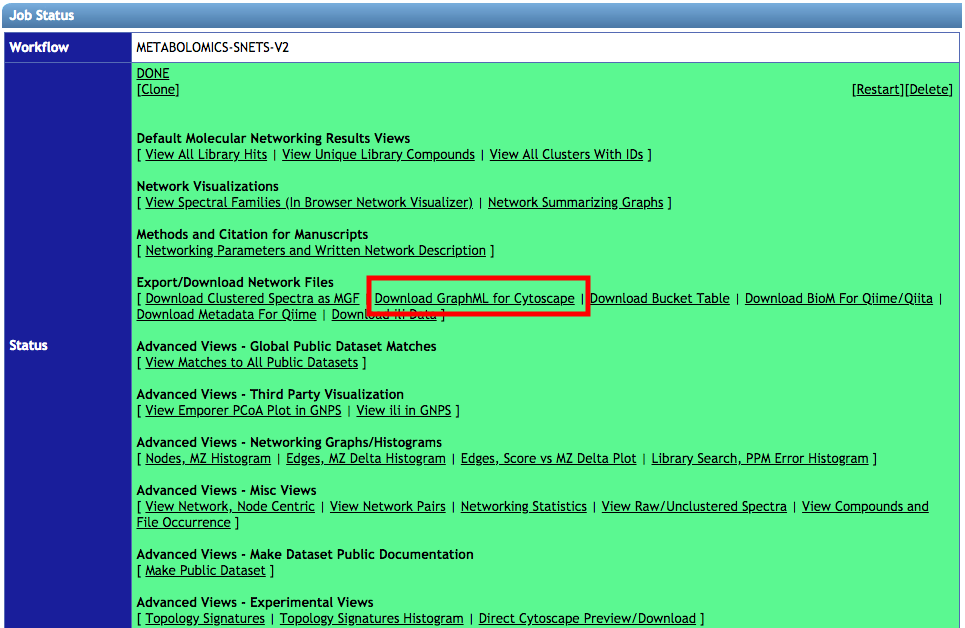 Job Status
Workflow METABOLOMICS-SNETS-V2
DONE
[Clone] [Restart][Delete]
Default Molecular Networking Results Views
[ View All Library Hits | View Unique Library Compounds | View All Clusters With IDs ]
Network Visualizations
[ View Spectral Families (In Browser Network Visualizer) | Network Summarizing Graphs ]
Methods and Citation for Manuscripts
[ Networking Parameters and Written Network Description ]
Export/Download Network Files
[ Download Clustered Spectra as MGF | Download GraphML for Cytoscape | Download Bucket Table | Download BioM For Qiime/Qiita |
Download Metadata For Qiime | Download ili Data ]
Status
Advanced Views - Global Public Dataset Matches
[ View Matches to All Public Datasets ]
Advanced Views - Third Party Visualization
[ View Emporer PCoA Plot in GNPS | View ili in GNPS ]
Advanced Views - Networking Graphs/Histograms
[ Nodes, MZ Histogram | Edges, MZ Delta Histogram | Edges, Score vs MZ Delta Plot | Library Search, PPM Error Histogram ]
Advanced Views - Misc Views
[ View Network, Node Centric | View Network Pairs | Networking Statistics | View Raw/Unclustered Spectra | View Compounds and
File Occurrence ]
Advanced Views - Make Dataset Public Documentation
[ Make Public Dataset ]
Advanced Views - Experimental Views
[ Topology Signatures | Topology Signatures Histogram | Direct Cytoscape Preview/Download ]